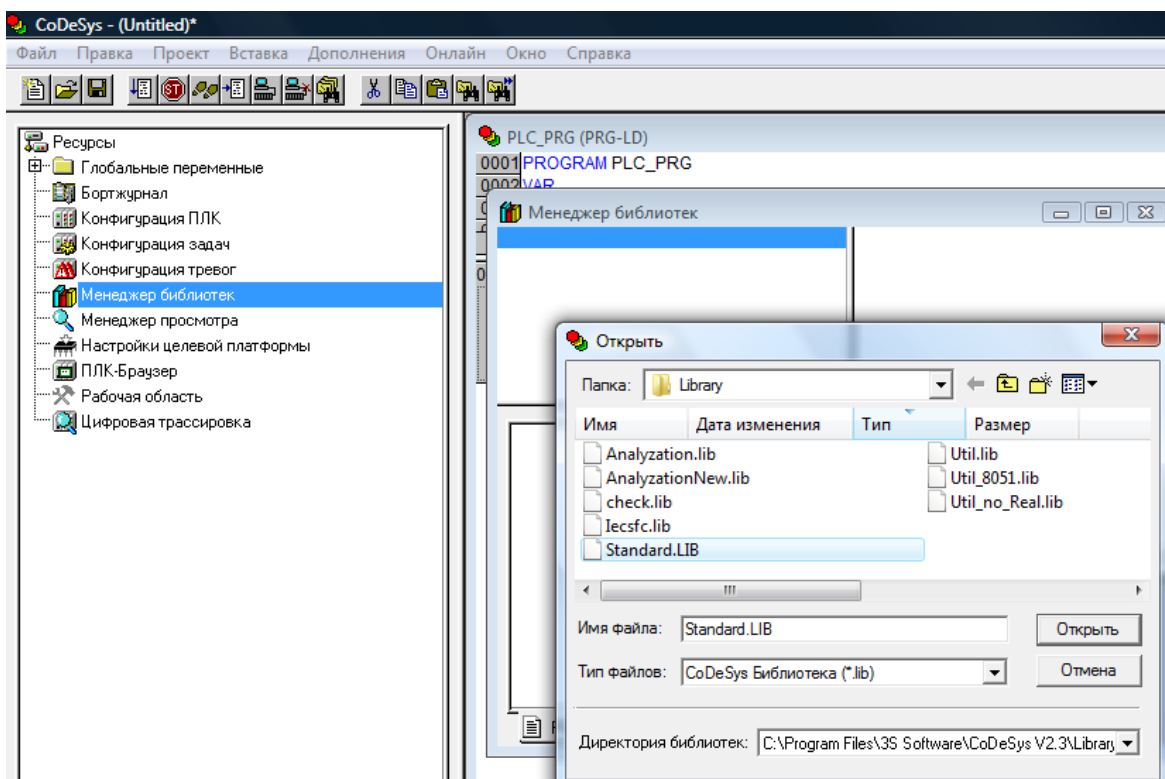 CoDeSys - (Untitled)*
Файл Правка Проект Вставка Дополнения Онлайн Окно Справка
ST
Ресурсы
Глобальные переменные
Бортжурнал
Конфигурация ПЛК
Конфигурация задач
Конфигурация тревог
Менеджер библиотек
Менеджер просмотра
Настройки целевой платформы
ПЛК-Браузер
Рабочая область
Цифровая трассировка
PLC_PRG (PRG-LD)
0001 PROGRAM PLC_PRG
0002 VAR
Менеджер библиотек
Открыть
Папка: Library
Имя Дата изменения Тип Размер
Analyzation.lib
AnalyzationNew.lib
check.lib
Iecsfc.lib
Standard.LIB
Util.lib
Util_8051.lib
Util_no_Real.lib
Имя файла: Standard.LIB
Открыть
Тип файлов: CoDeSys Библиотека (*.lib)
Отмена
Директория библиотек: C:\Program Files\3S Software\CoDeSys V2.3\Library